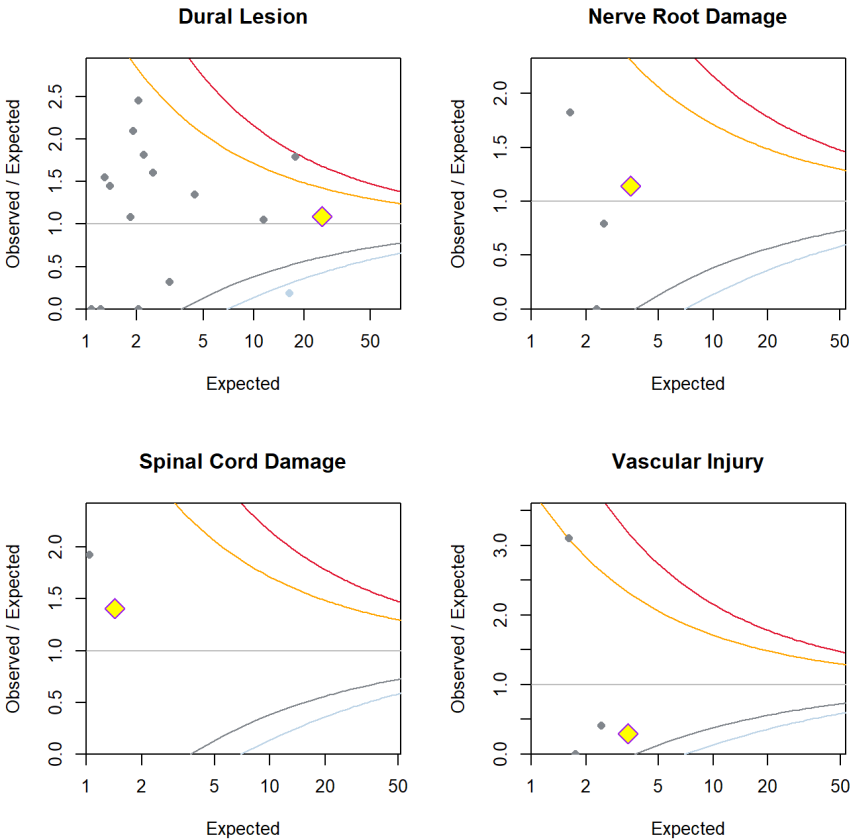 Dural Lesion
Observed / Expected
0.0 0.5 1.0 1.5 2.0 2.5
1 2 5 10 20 50
Expected
Nerve Root Damage
Observed / Expected
0.0 0.5 1.0 1.5 2.0
1 2 5 10 20 50
Expected
Spinal Cord Damage
Observed / Expected
0.0 0.5 1.0 1.5 2.0
1 2 5 10 20 50
Expected
Vascular Injury
Observed / Expected
0.0 1.0 2.0 3.0
1 2 5 10 20 50
Expected